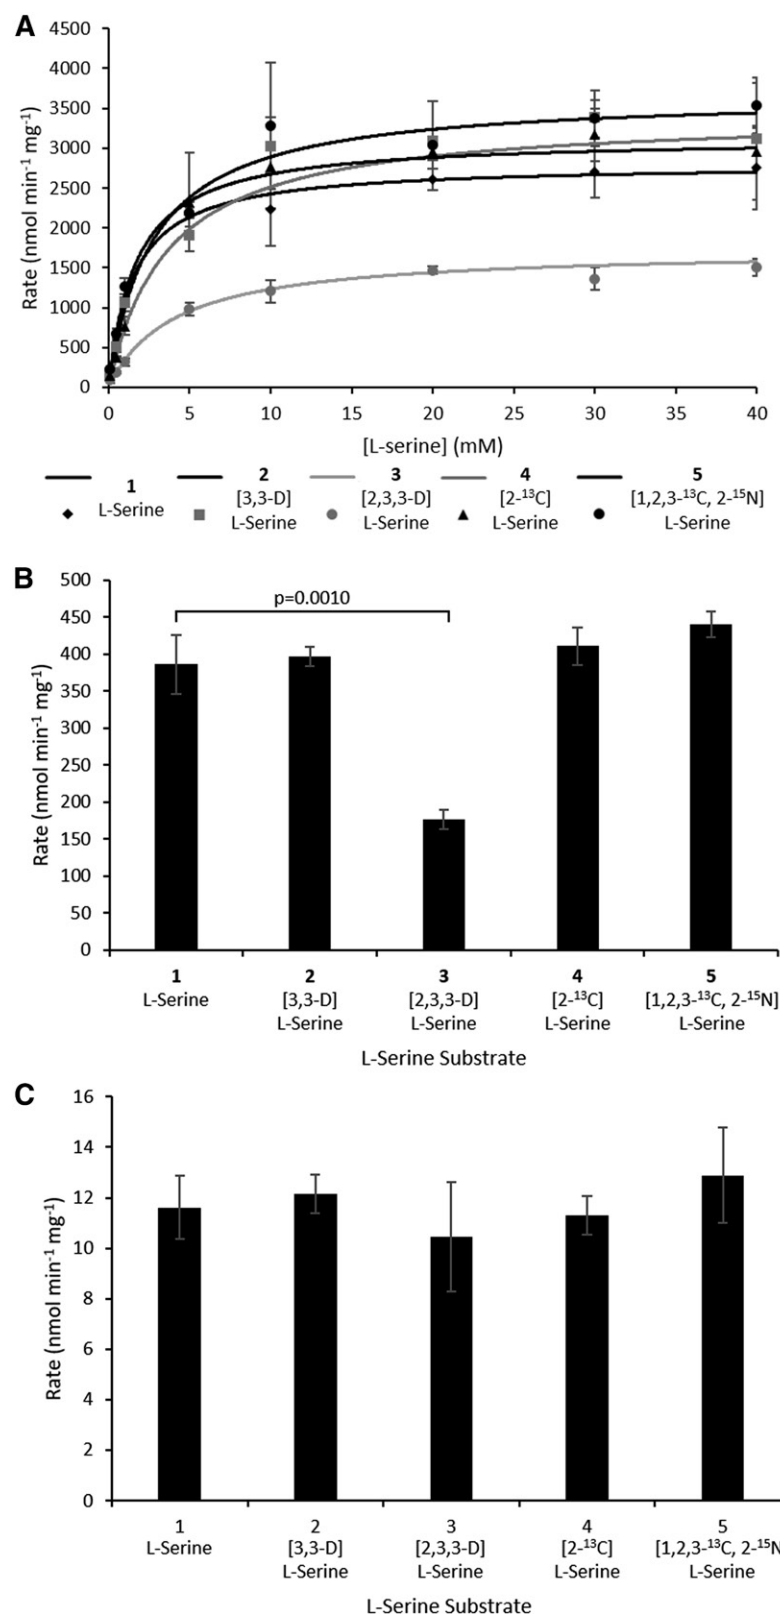 A
4500
4000
3500
3000
2500
2000
1500
1000
500
0
Rate (nmol min⁻¹ mg⁻¹)
0 5 10 15 20 25 30 35 40
[L-serine] (mM)
1 2 3 4 5
L-Serine [3,3-D] [2,3,3-D] [2-¹³C] [1,2,3-¹³C, 2-¹⁵N]
L-Serine L-Serine L-Serine L-Serine
B
500
450
400
350
300
250
200
150
100
50
0
Rate (nmol min⁻¹ mg⁻¹)
p=0.0010
1 2 3 4 5
L-Serine [3,3-D] [2,3,3-D] [2-¹³C] [1,2,3-¹³C, 2-¹⁵N]
L-Serine L-Serine L-Serine L-Serine
L-Serine Substrate
C
16
14
12
10
8
6
4
2
0
Rate (nmol min⁻¹ mg⁻¹)
1 2 3 4 5
L-Serine [3,3-D] [2,3,3-D] [2-¹³C] [1,2,3-¹³C, 2-¹⁵N
L-Serine L-Serine L-Serine L-Serine
L-Serine Substrate